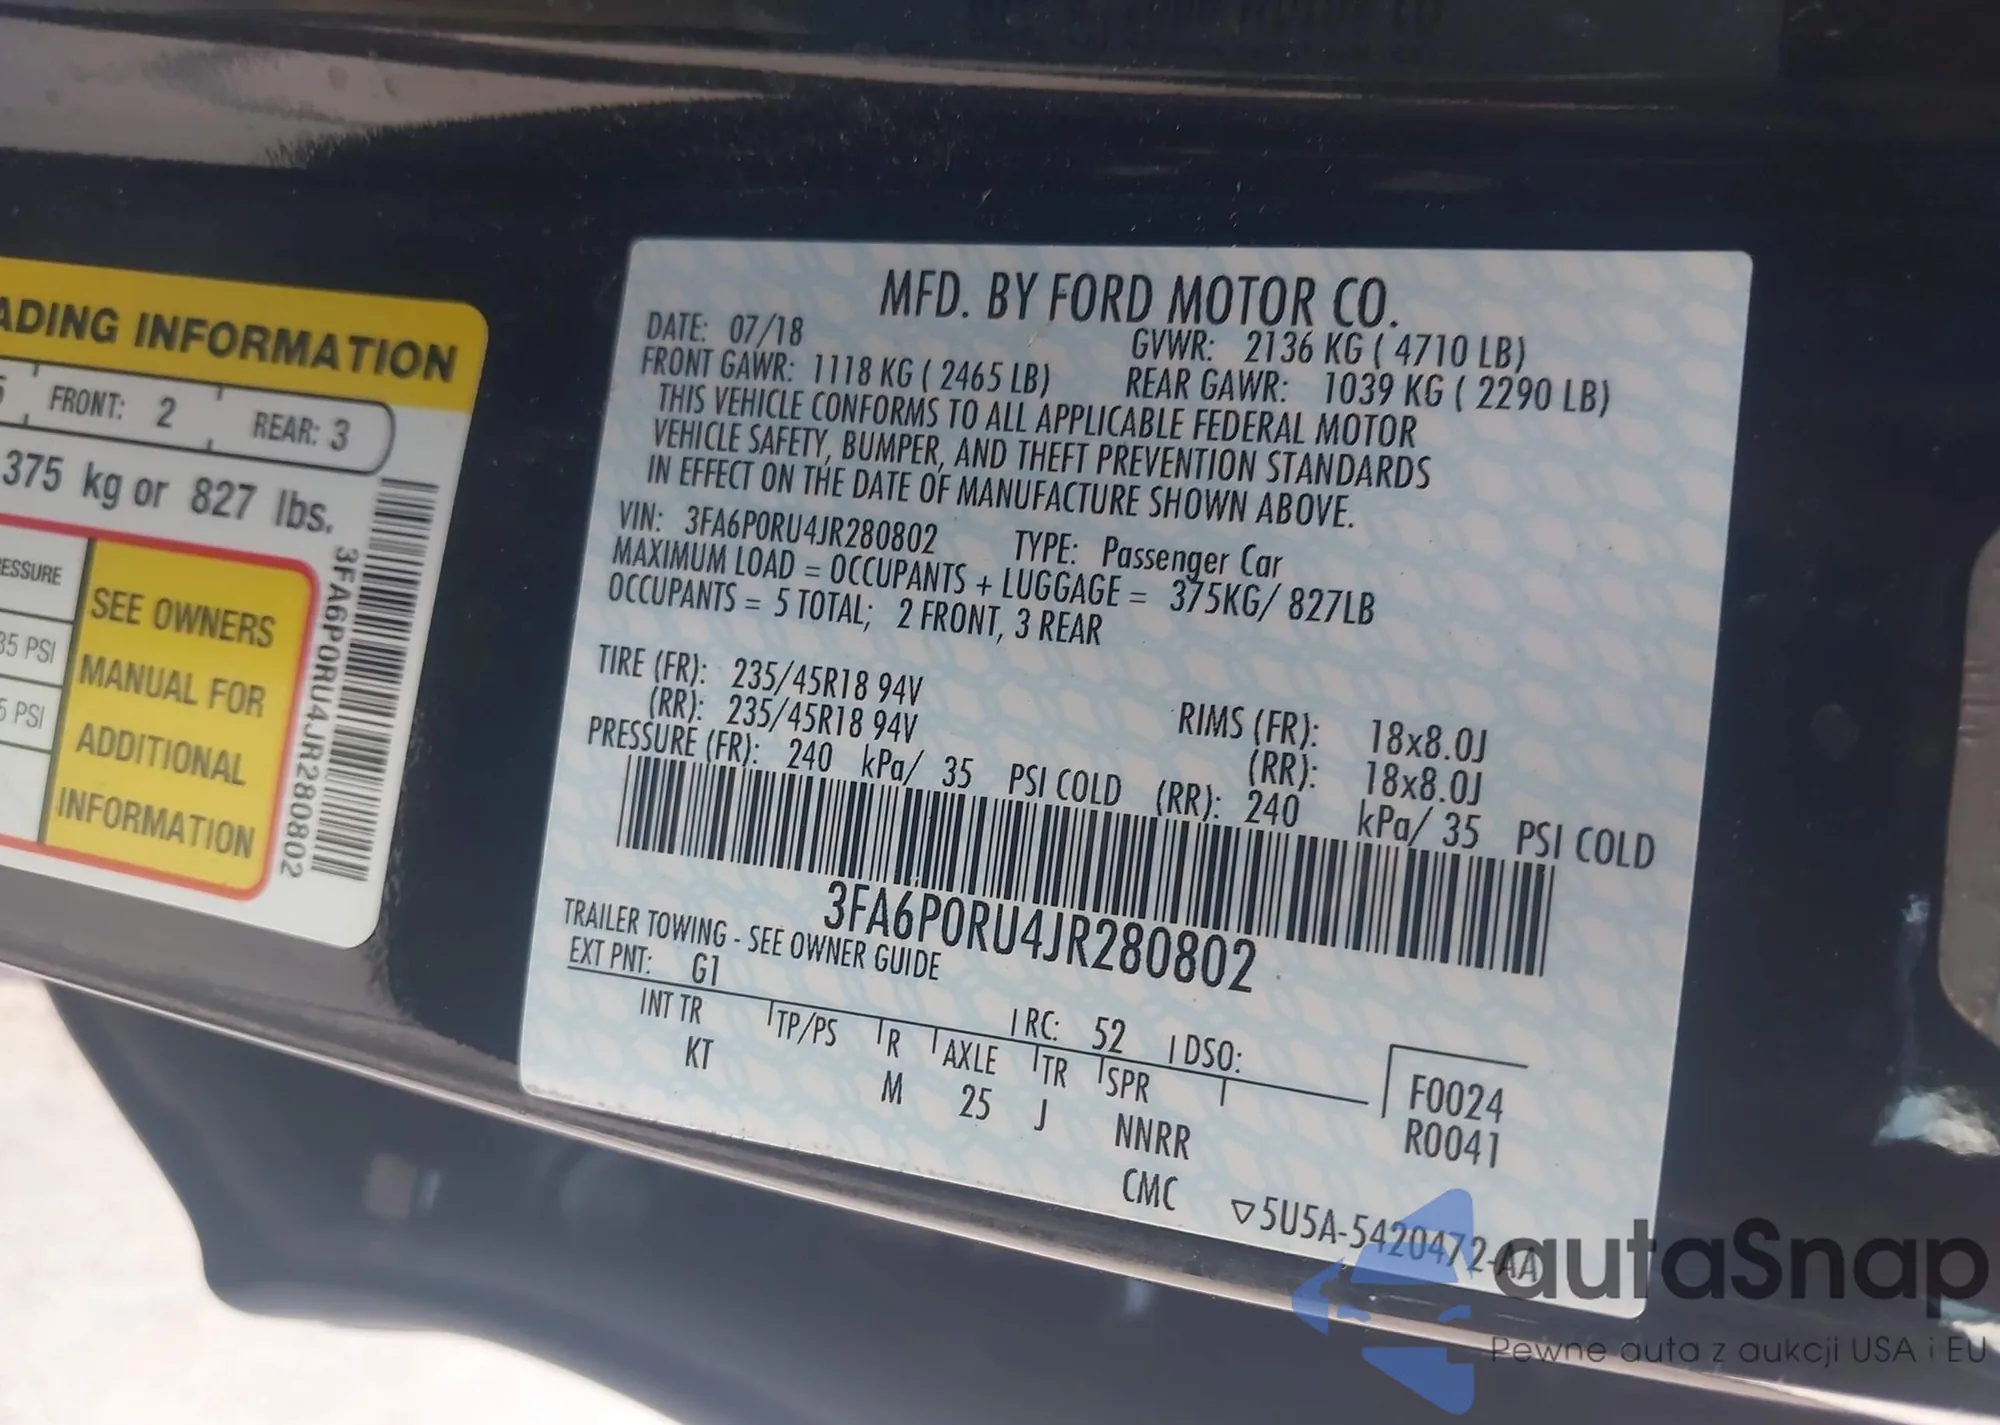 ADING INFORMATION
FRONT: 2 REAR: 3
375 kg or 827 lbs.
ESSURE
35 PSI
5 PSI
SEE OWNERS
MANUAL FOR
ADDITIONAL
INFORMATION
3FA6P0RU4JR280802
MFD. BY FORD MOTOR CO.
DATE: 07/18 GVWR: 2136 KG ( 4710 LB)
FRONT GAWR: 1118 KG ( 2465 LB) REAR GAWR: 1039 KG ( 2290 LB)
THIS VEHICLE CONFORMS TO ALL APPLICABLE FEDERAL MOTOR
VEHICLE SAFETY, BUMPER, AND THEFT PREVENTION STANDARDS
IN EFFECT ON THE DATE OF MANUFACTURE SHOWN ABOVE.
VIN: 3FA6P0RU4JR280802 TYPE: Passenger Car
MAXIMUM LOAD = OCCUPANTS + LUGGAGE = 375KG/ 827LB
OCCUPANTS = 5 TOTAL; 2 FRONT, 3 REAR
TIRE (FR): 235/45R18 94V RIMS (FR): 18x8.0J
(RR): 235/45R18 94V (RR): 18x8.0J
PRESSURE (FR): 240 kPa/ 35 PSI COLD (RR): 240 kPa/ 35 PSI COLD
3FA6P0RU4JR280802
TRAILER TOWING - SEE OWNER GUIDE
EXT PNT: G1 RC: 52 DSO:
INT TR TP/PS R AXLE TR SPR
KT M 25 J NNRR
F0024
R0041
CMC ▽5U5A-5420472-AA
autaSnap
Pewne auta z aukcji USA i EU